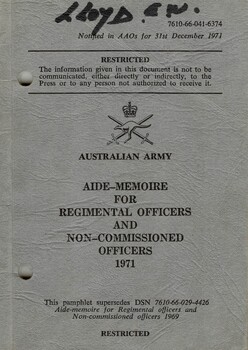 LLOYD. E.W.
7610-66-041-6374
Notified in AAOs for 31st December 1971
RESTRICTED
The information given in this document is not to be
communicated, either directly or indirectly, to the
Press or to any person not authorized to receive it.
AUSTRALIAN ARMY
AIDE-MEMOIRE
FOR
REGIMENTAL OFFICERS
AND
NON-COMMISSIONED
OFFICERS
1971
This pamphlet supersedes DSN 7610-66-029-4426
Aide-memoire for Regimental officers and
Non-commissioned officers 1969
RESTRICTED